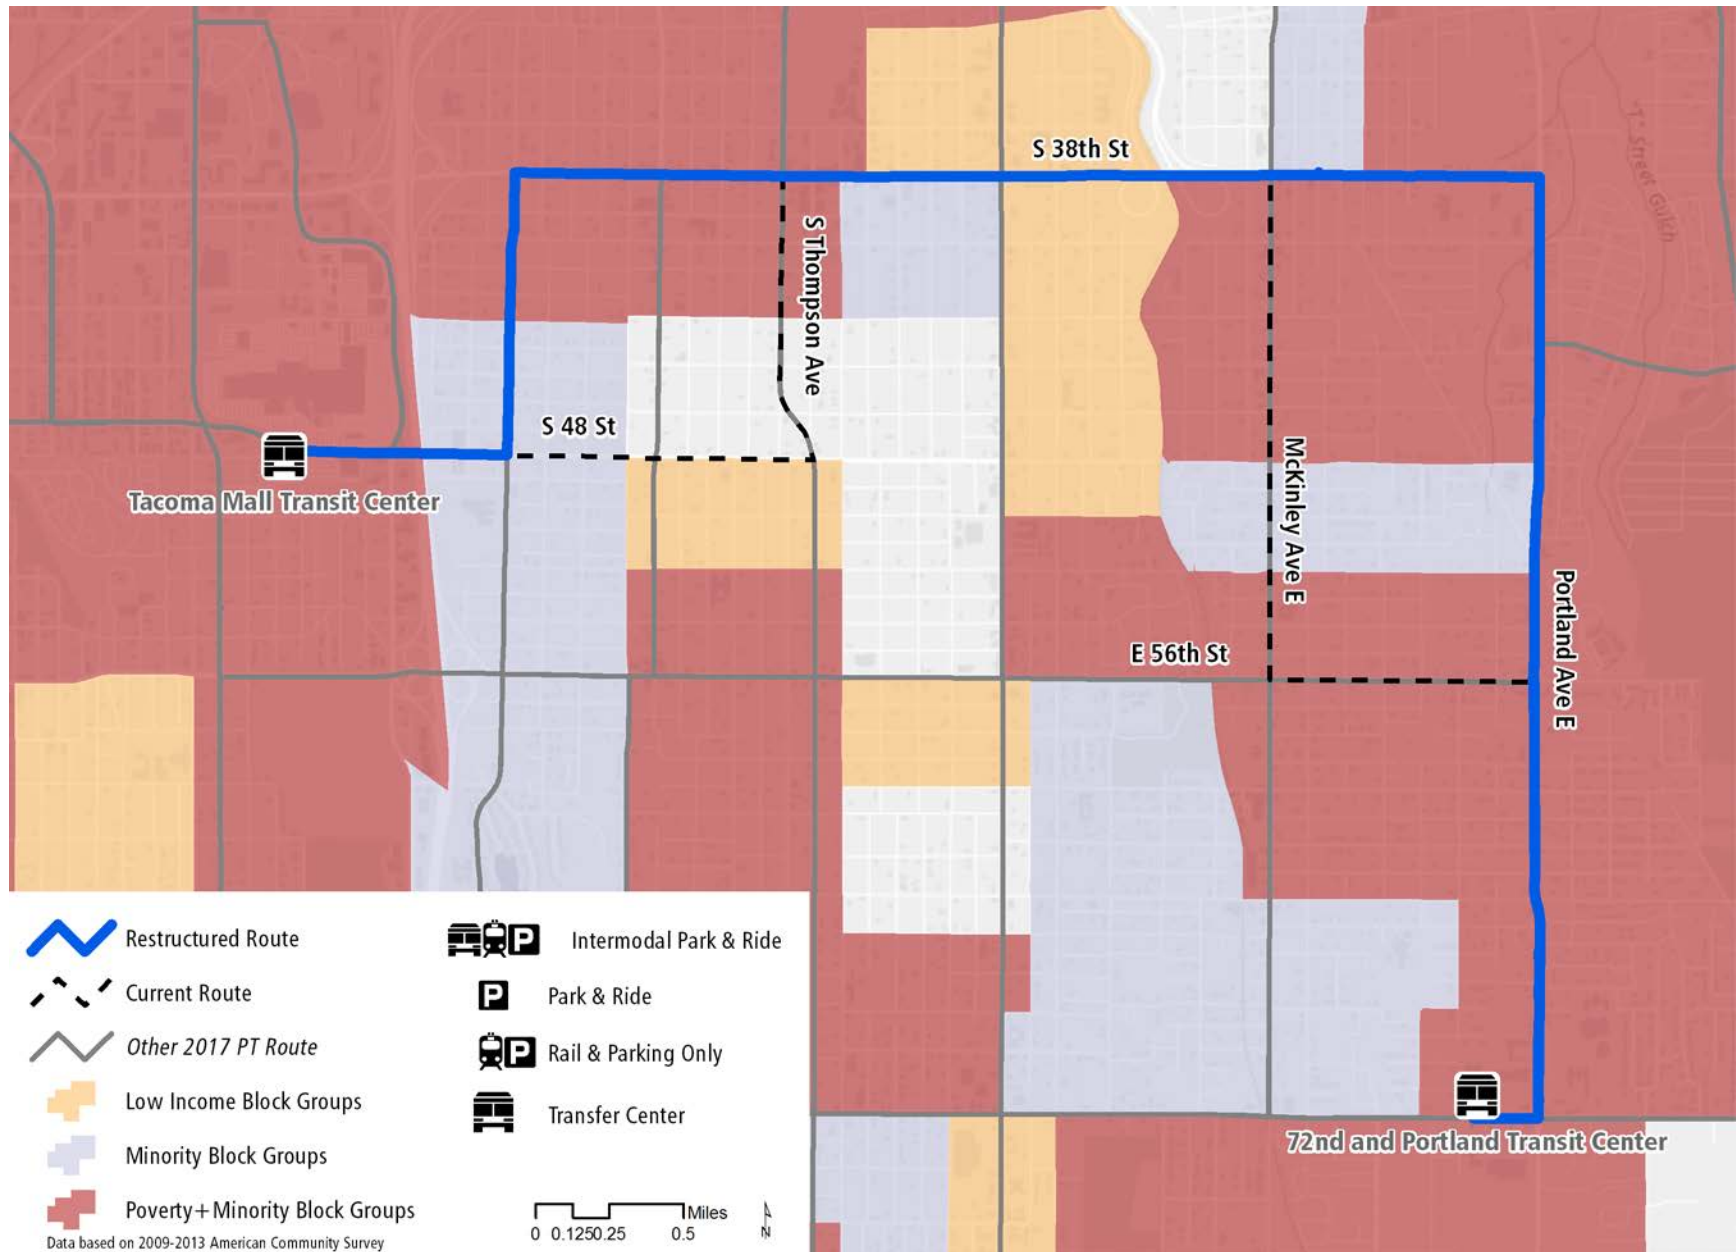 S 38th St
"T" Street Gulch
S Thompson Ave
S 48 St
McKinley Ave E
Tacoma Mall Transit Center
Portland Ave E
E 56th St
72nd and Portland Transit Center
Restructured Route
Current Route
Other 2017 PT Route
Low Income Block Groups
Minority Block Groups
Poverty+Minority Block Groups
Data based on 2009-2013 American Community Survey
P Intermodal Park & Ride
P Park & Ride
P Rail & Parking Only
Transfer Center
Miles
0 0.1250.25 0.5
N